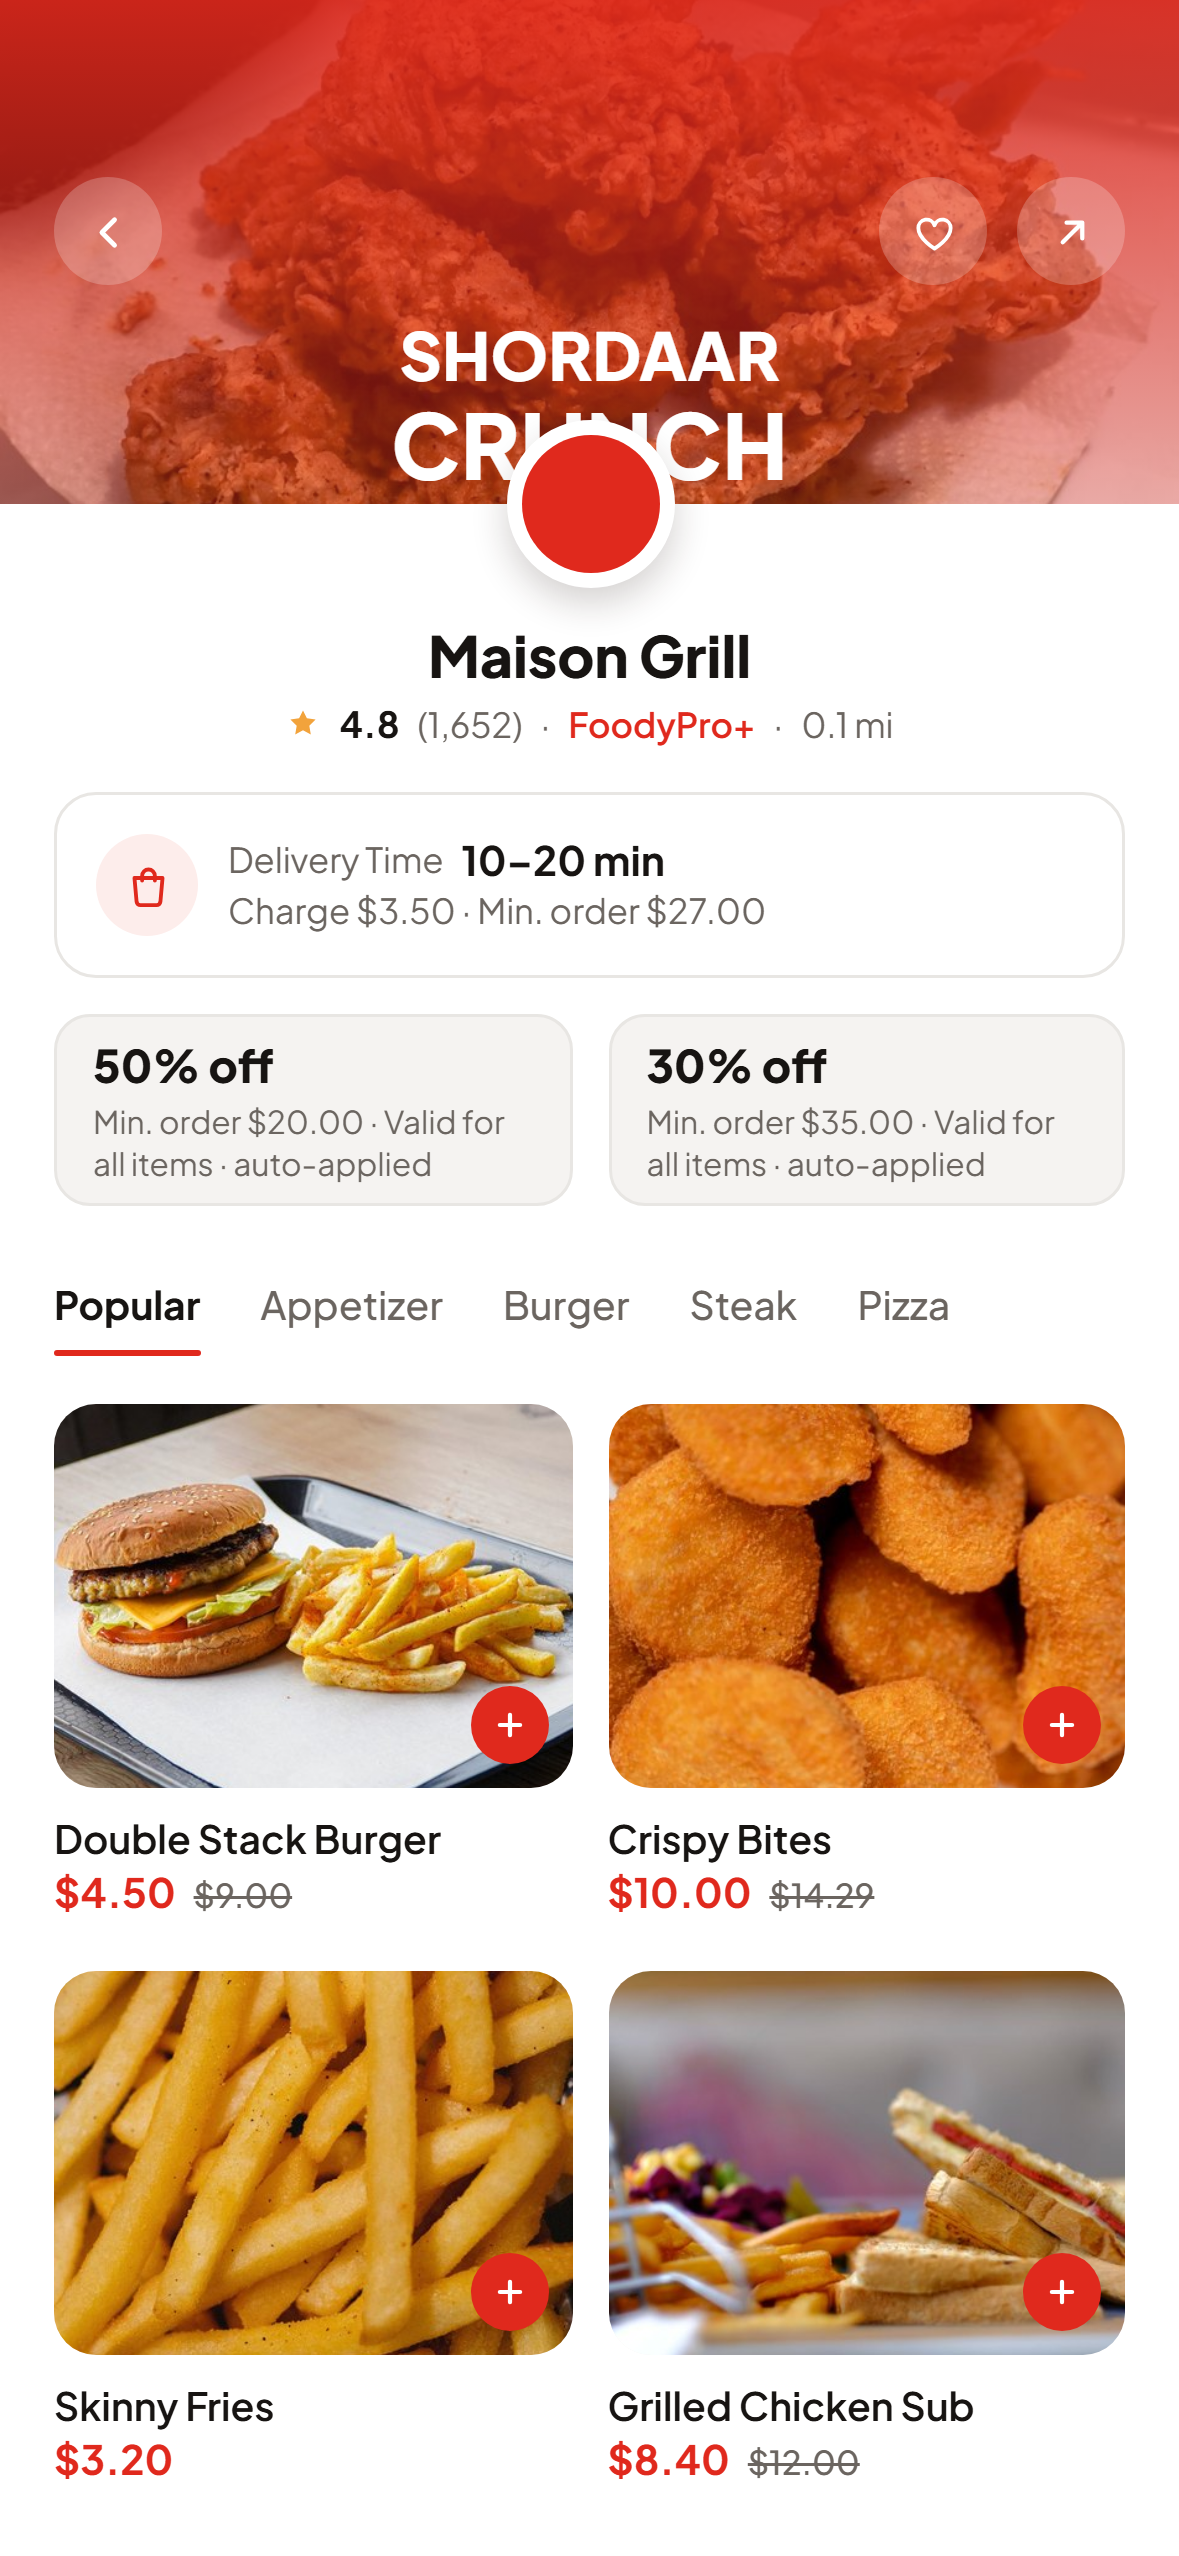 SHORDAAR
CRUNCH
Maison Grill
4.8 (1,652) · FoodyPro+ · 0.1 mi
Delivery Time 10–20 min
Charge $3.50 · Min. order $27.00
50% off
Min. order $20.00 · Valid for
all items · auto-applied
30% off
Min. order $35.00 · Valid for
all items · auto-applied
Popular Appetizer Burger Steak Pizza
Double Stack Burger
$4.50 $9.00
Crispy Bites
$10.00 $14.29
Skinny Fries
$3.20
Grilled Chicken Sub
$8.40 $12.00